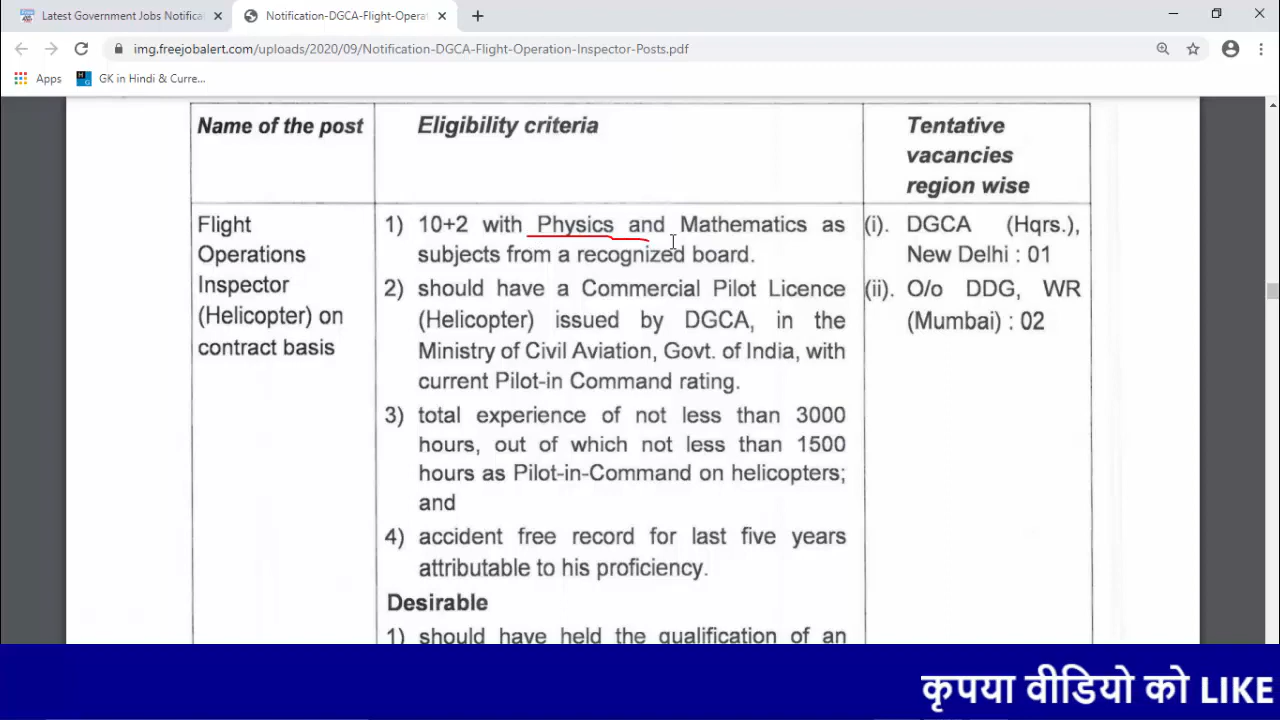 Latest Government Jobs Notifica
Notification-DGCA-Flight-Opera
img.freejobalert.com/uploads/2020/09/Notification-DGCA-Flight-Operation-Inspector-Posts.pdf
Apps
GK in Hindi & Curre...
Name of the post
Eligibility criteria
Tentative
vacancies
region wise
Flight
Operations
Inspector
(Helicopter) on
contract basis
1) 10+2 with Physics and Mathematics as
subjects from a recognized board.
2) should have a Commercial Pilot Licence
(Helicopter) issued by DGCA, in the
Ministry of Civil Aviation, Govt. of India, with
current Pilot-in Command rating.
3) total experience of not less than 3000
hours, out of which not less than 1500
hours as Pilot-in-Command on helicopters;
and
4) accident free record for last five years
attributable to his proficiency.
Desirable
1) should have held the qualification of an
(i). DGCA (Hqrs.),
New Delhi : 01
(ii). O/o DDG, WR
(Mumbai) : 02
कृपया वीडियो को LIKE